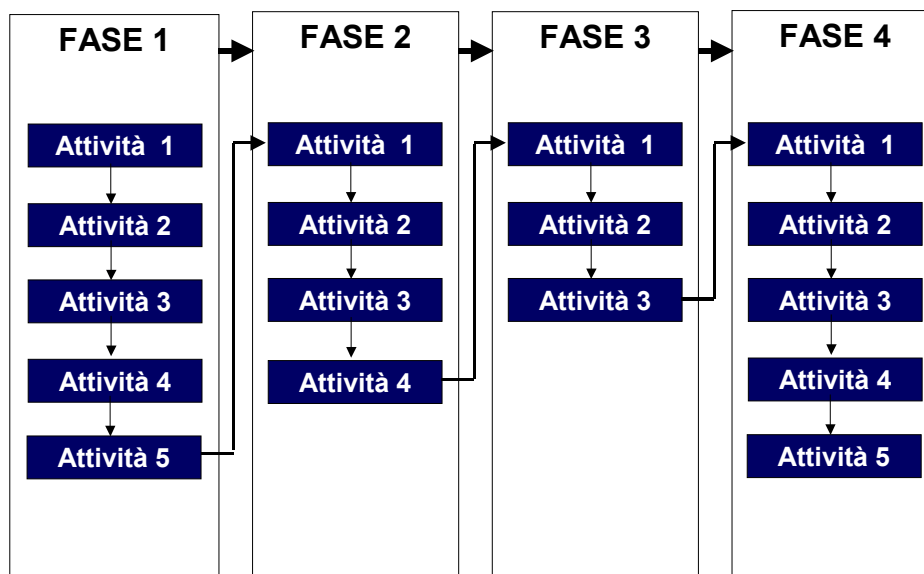 FASE 1
Attività 1
Attività 2
Attività 3
Attività 4
Attività 5
FASE 2
Attività 1
Attività 2
Attività 3
Attività 4
FASE 3
Attività 1
Attività 2
Attività 3
FASE 4
Attività 1
Attività 2
Attività 3
Attività 4
Attività 5